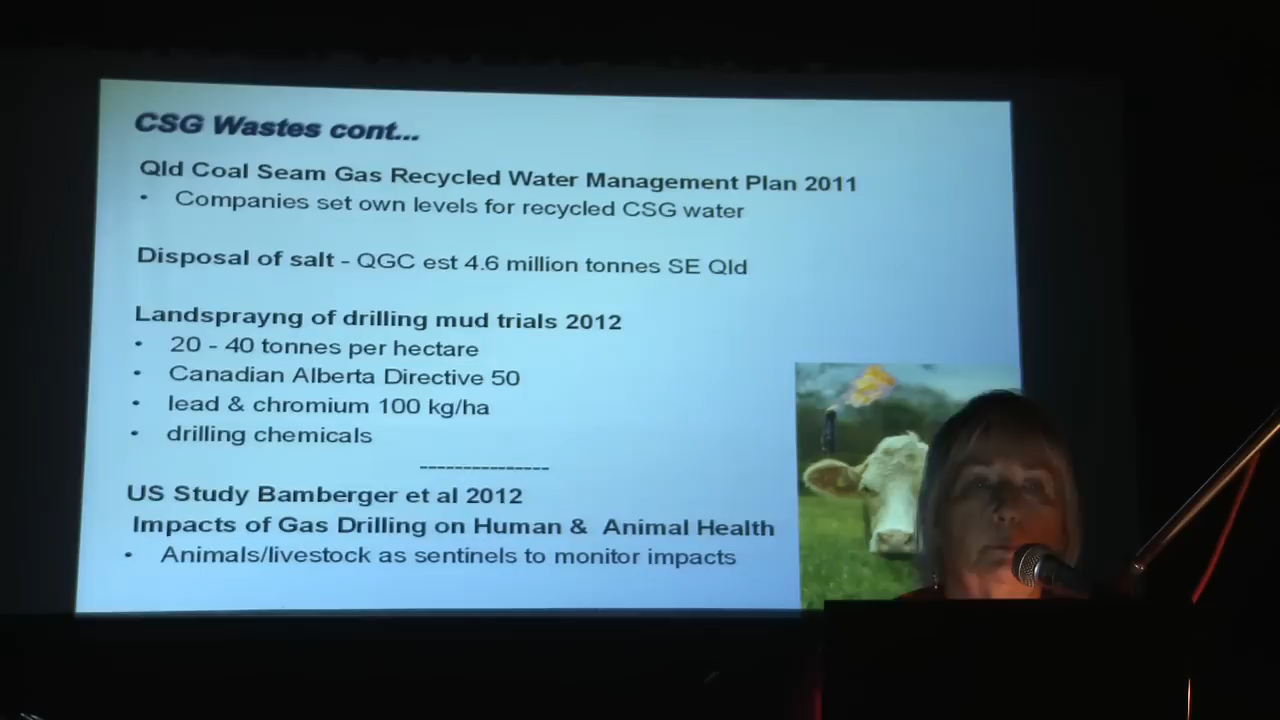 CSG Wastes cont...
Qld Coal Seam Gas Recycled Water Management Plan 2011
• Companies set own levels for recycled CSG water
Disposal of salt - QGC est 4.6 million tonnes SE Qld
Landsprayng of drilling mud trials 2012
• 20 - 40 tonnes per hectare
• Canadian Alberta Directive 50
• lead & chromium 100 kg/ha
• drilling chemicals
---------------
US Study Bamberger et al 2012
Impacts of Gas Drilling on Human & Animal Health
• Animals/livestock as sentinels to monitor impacts